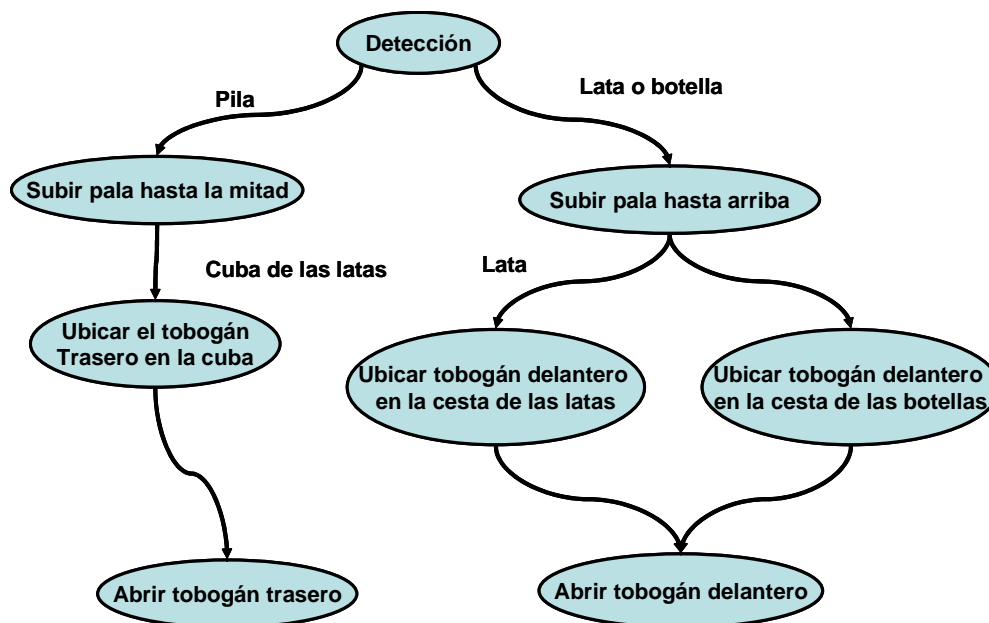 Detección
Pila
Lata o botella
Subir pala hasta la mitad
Subir pala hasta arriba
Cuba de las latas
Lata
Ubicar el tobogán
Trasero en la cuba
Ubicar tobogán delantero
en la cesta de las latas
Ubicar tobogán delantero
en la cesta de las botellas
Abrir tobogán trasero
Abrir tobogán delantero